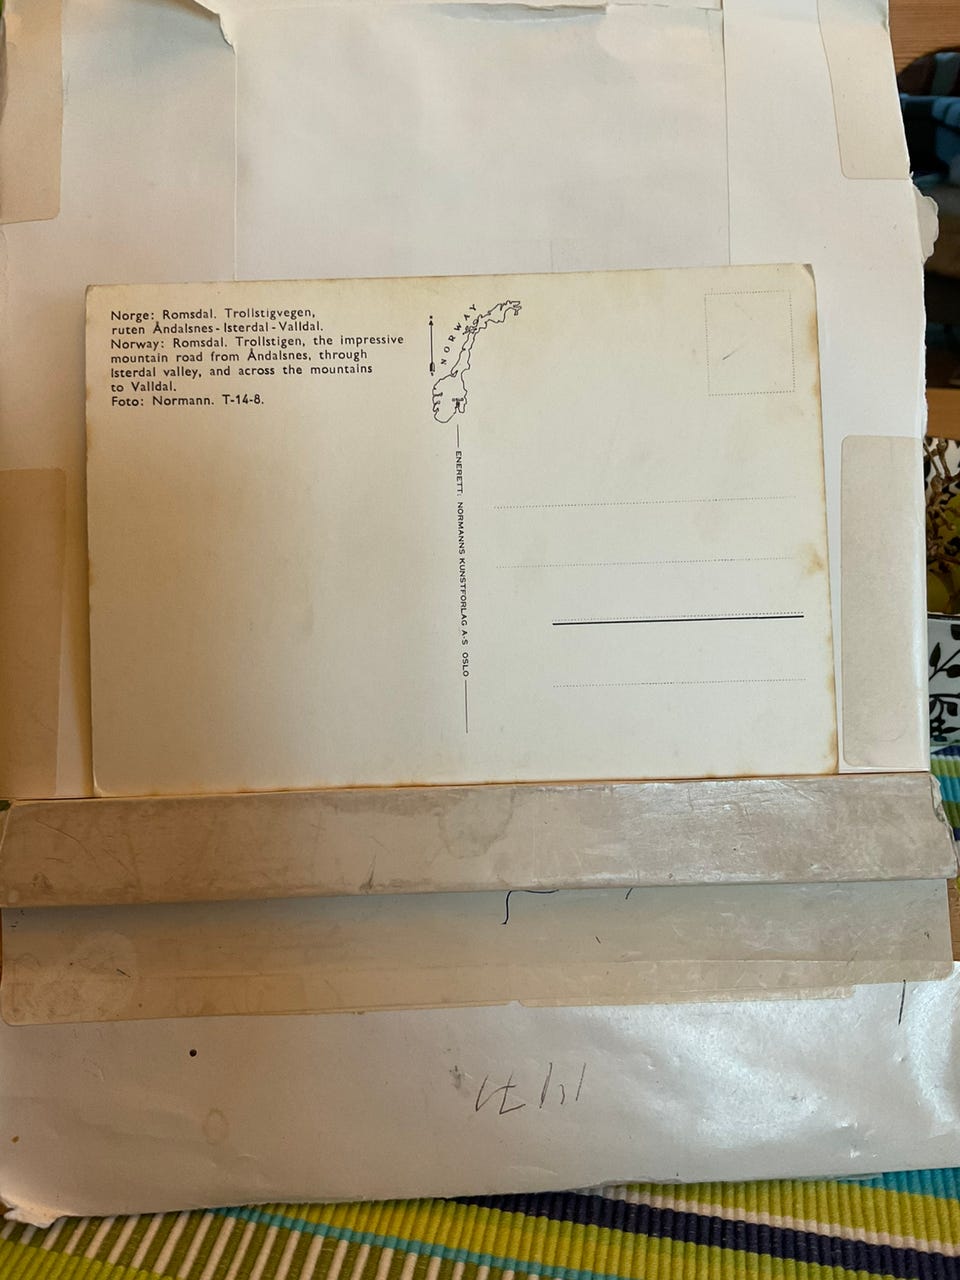 Norge: Romsdal. Trollstigvegen,
ruten Åndalsnes - Isterdal - Valldal.
Norway: Romsdal. Trollstigen, the impressive
mountain road from Åndalsnes, through
Isterdal valley, and across the mountains
to Valldal.
Foto: Normann. T-14-8.
NORWAY
ENERETT: NORMANNS KUNSTFORLAG A·S OSLO